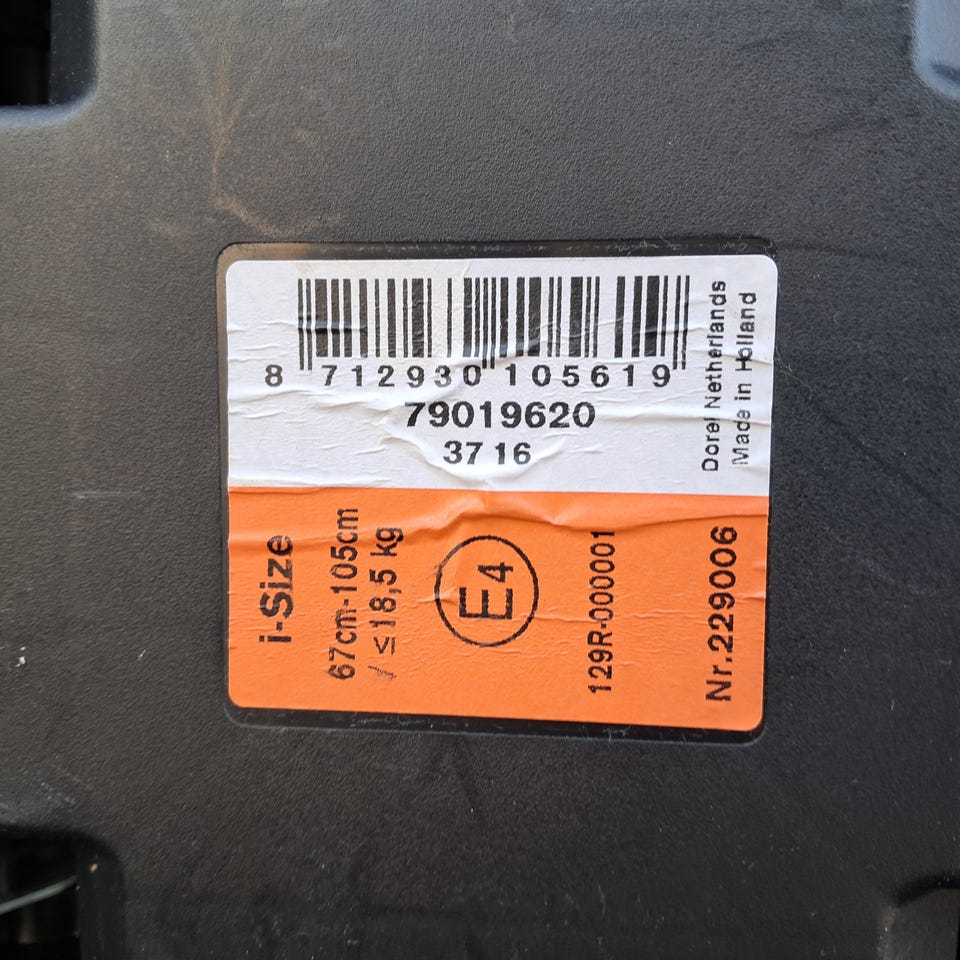 8 712930 105619
79019620
37 16
Dorel Netherlands
Made in Holland
i-Size
67cm-105cm
/ ≤18,5 kg
E4
129R-000001
Nr.229006